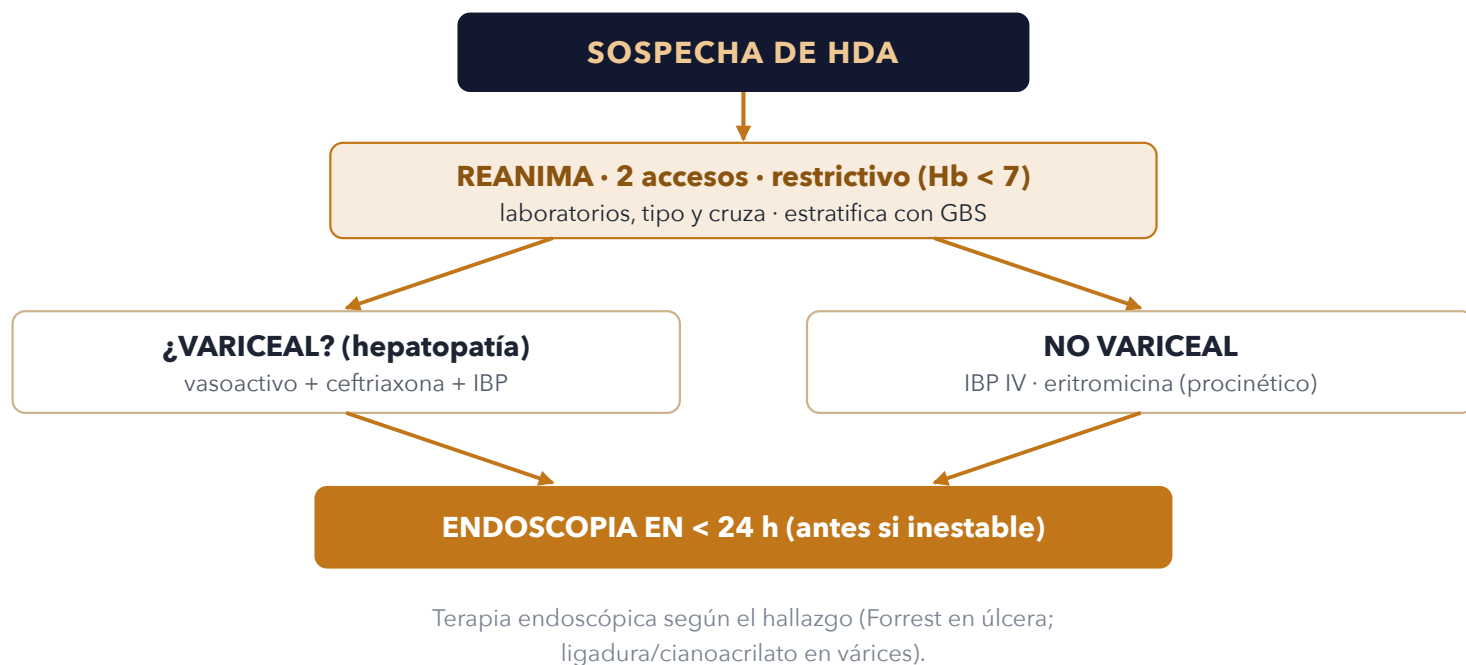 SOSPECHA DE HDA
REANIMA · 2 accesos · restrictivo (Hb < 7)
laboratorios, tipo y cruza · estratifica con GBS
¿VARICEAL? (hepatopatía)
vasoactivo + ceftriaxona + IBP
NO VARICEAL
IBP IV · eritromicina (procinético)
ENDOSCOPIA EN < 24 h (antes si inestable)
Terapia endoscópica según el hallazgo (Forrest en úlcera;
ligadura/cianoacrilato en várices).